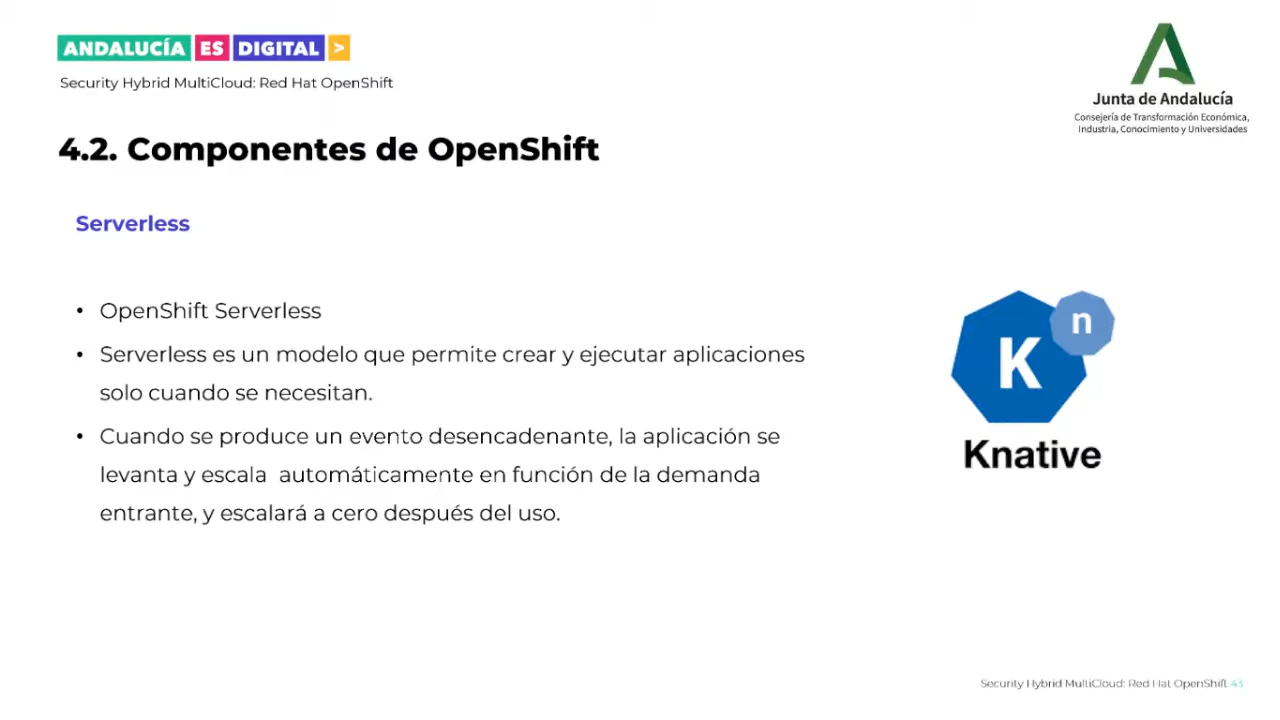 ANDALUCÍA ES DIGITAL >
Security Hybrid MultiCloud: Red Hat OpenShift
Junta de Andalucía
Consejería de Transformación Económica,
Industria, Conocimiento y Universidades
4.2. Componentes de OpenShift
Serverless
• OpenShift Serverless
• Serverless es un modelo que permite crear y ejecutar aplicaciones
solo cuando se necesitan.
• Cuando se produce un evento desencadenante, la aplicación se
levanta y escala  automáticamente en función de la demanda
entrante, y escalará a cero después del uso.
K n
Knative
Security Hybrid MultiCloud: Red Hat OpenShift 43